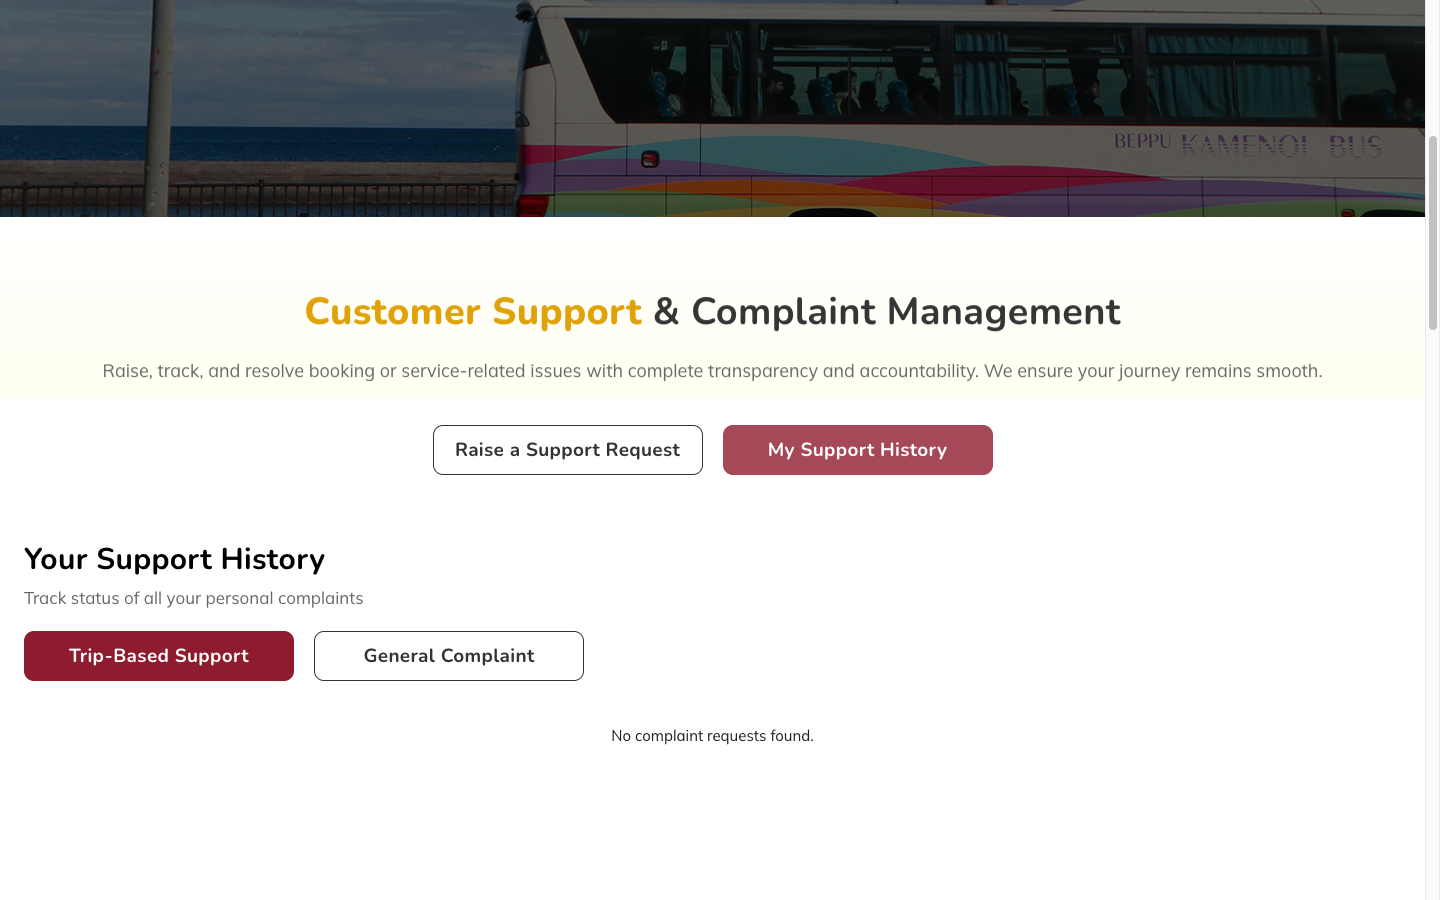 BEPPU KAMENOI BUS
Customer Support & Complaint Management
Raise, track, and resolve booking or service-related issues with complete transparency and accountability. We ensure your journey remains smooth.
Raise a Support Request
My Support History
Your Support History
Track status of all your personal complaints
Trip-Based Support
General Complaint
No complaint requests found.